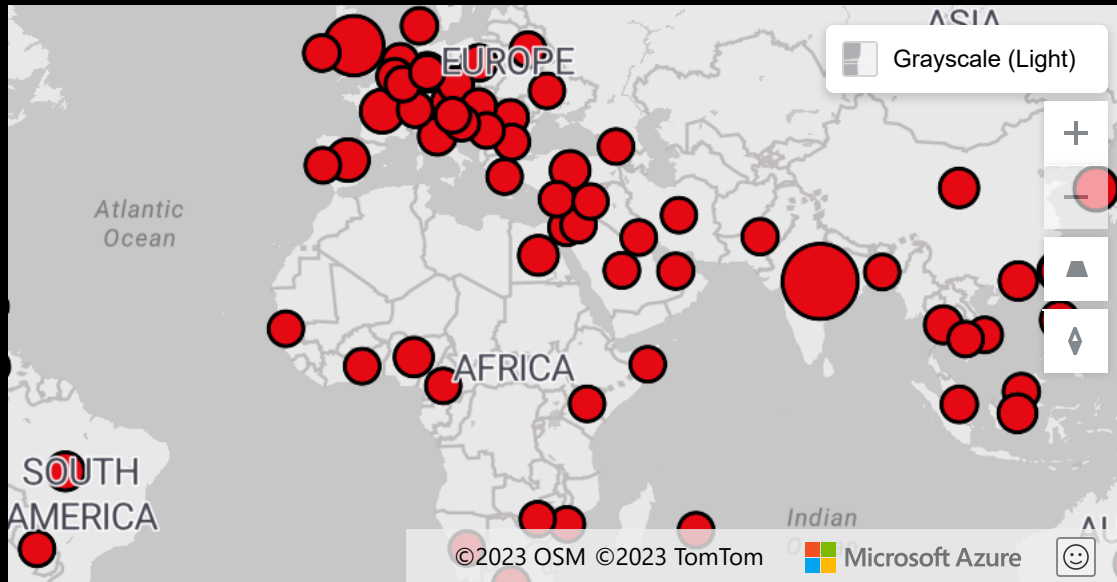 ASIA
Grayscale (Light)
EUROPE
Atlantic
Ocean
AFRICA
SOUTH
AMERICA
Indian
©2023 OSM ©2023 TomTom
Microsoft Azure